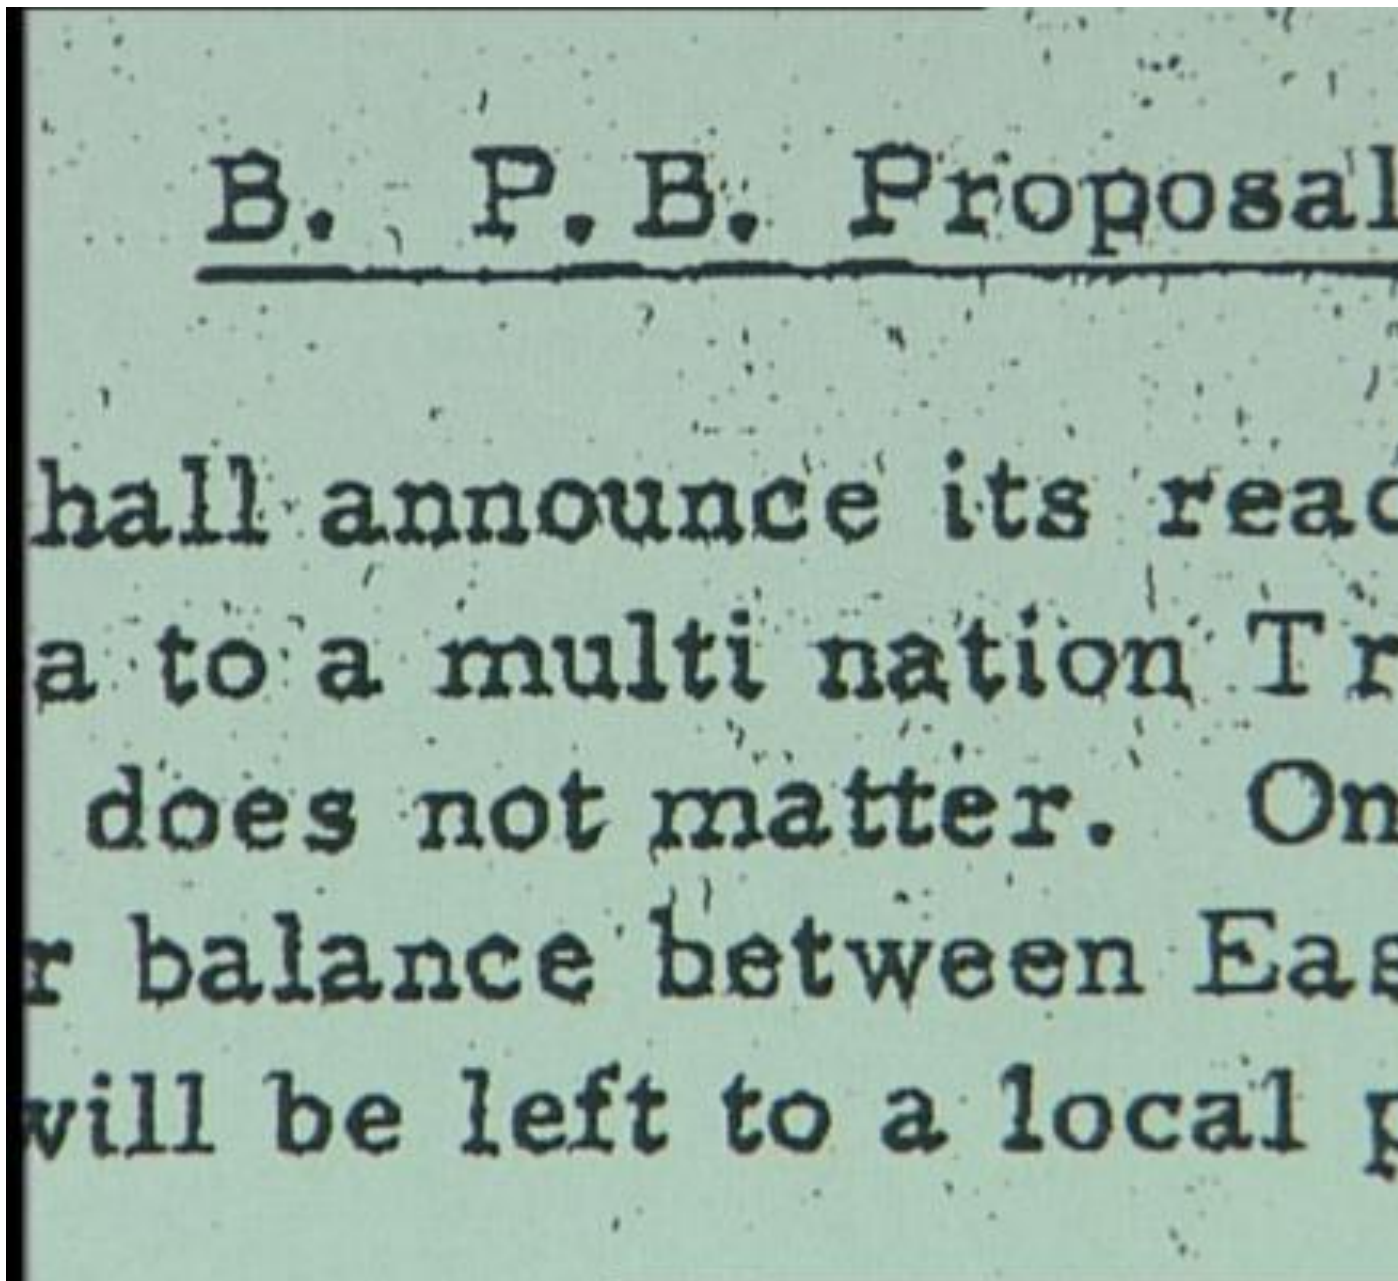 B. P.B. Proposal
hall announce its read
a to a multi nation Tr
does not matter. On
r balance between Eas
will be left to a local p